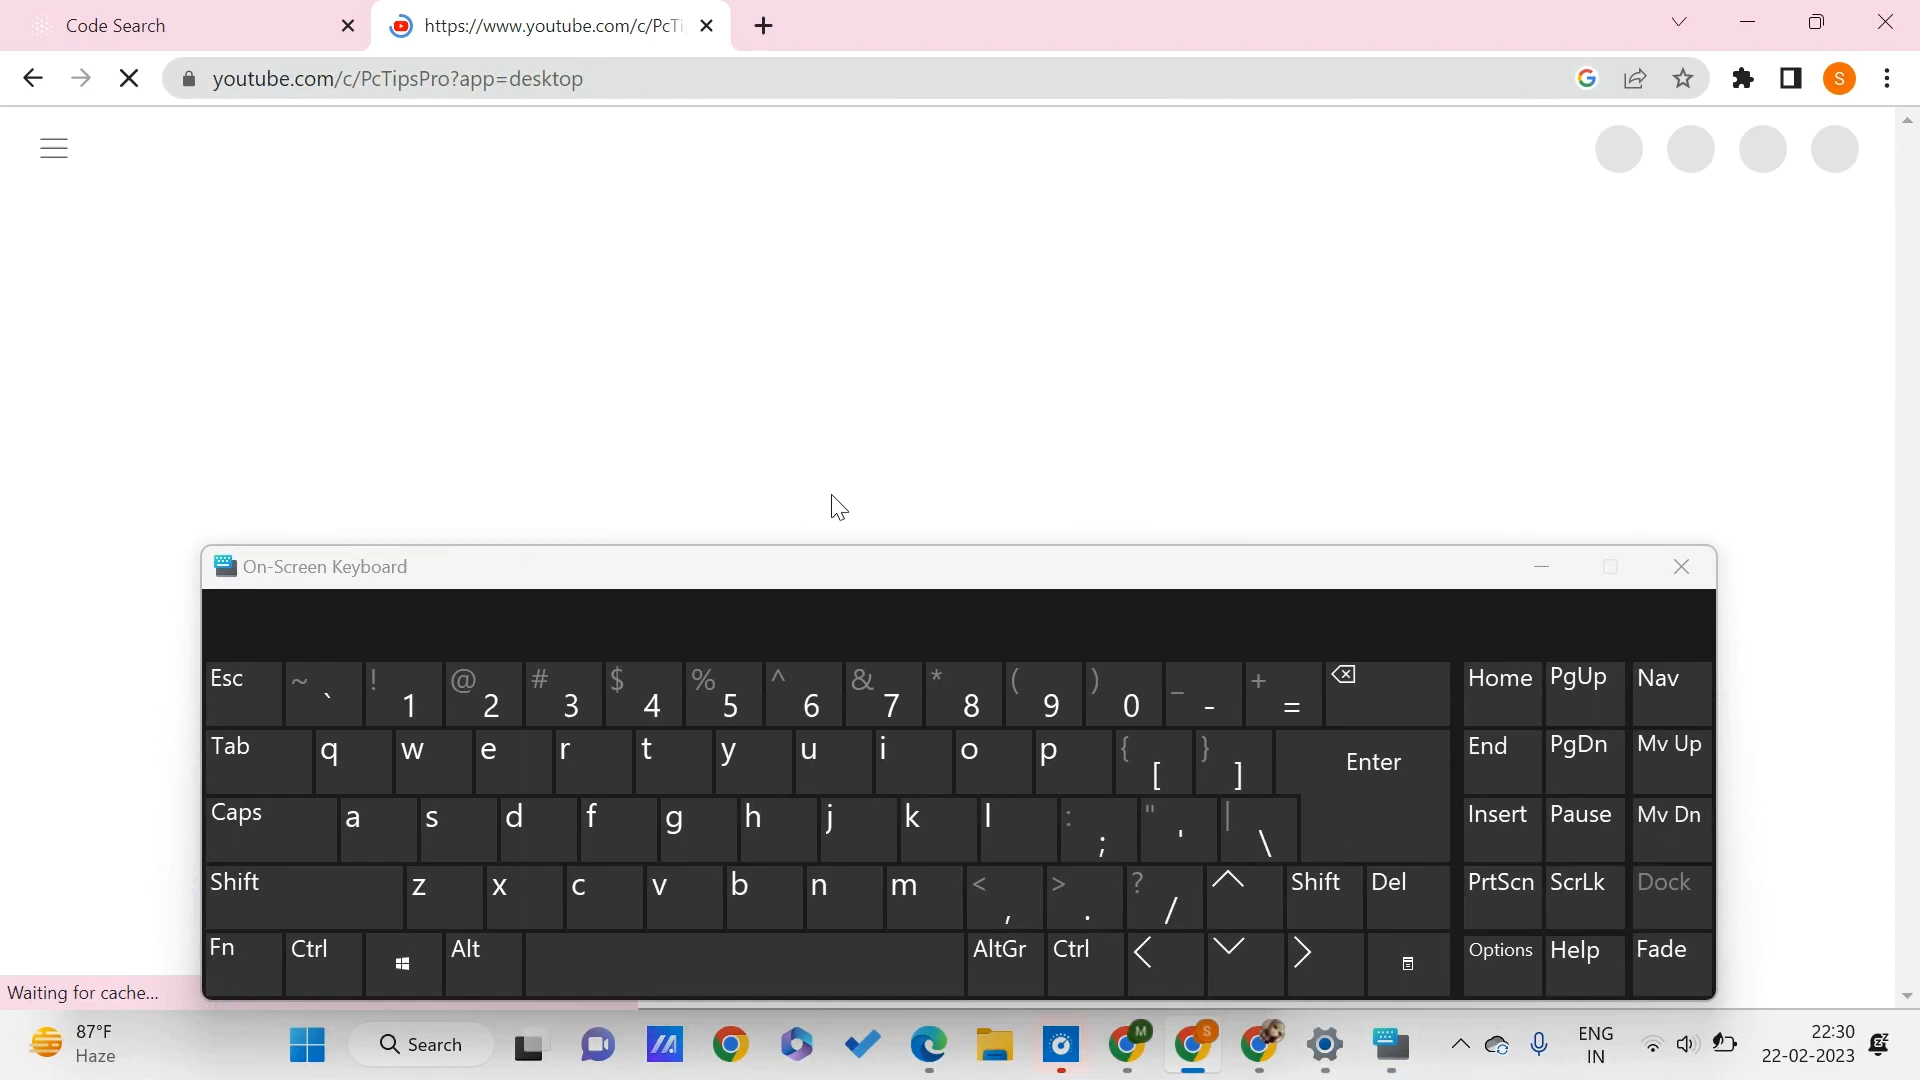 Code Search
https://www.youtube.com/c/PcTi
youtube.com/c/PcTipsPro?app=desktop
S
On-Screen Keyboard
Esc ~ ` ! 1 @ 2 # 3 $ 4 % 5 ^ 6 & 7 * 8 ( 9 ) 0 _ - + = Home PgUp Nav
Tab q w e r t y u i o p { [ } ] Enter End PgDn Mv Up
Caps a s d f g h j k l : ; " ' | \ Insert Pause Mv Dn
Shift z x c v b n m < , > . ? / Shift Del PrtScn ScrLk Dock
Fn Ctrl Alt AltGr Ctrl Options Help Fade
Waiting for cache...
87°F
Haze
Search
M
S
ENG
IN
22:30
22-02-2023